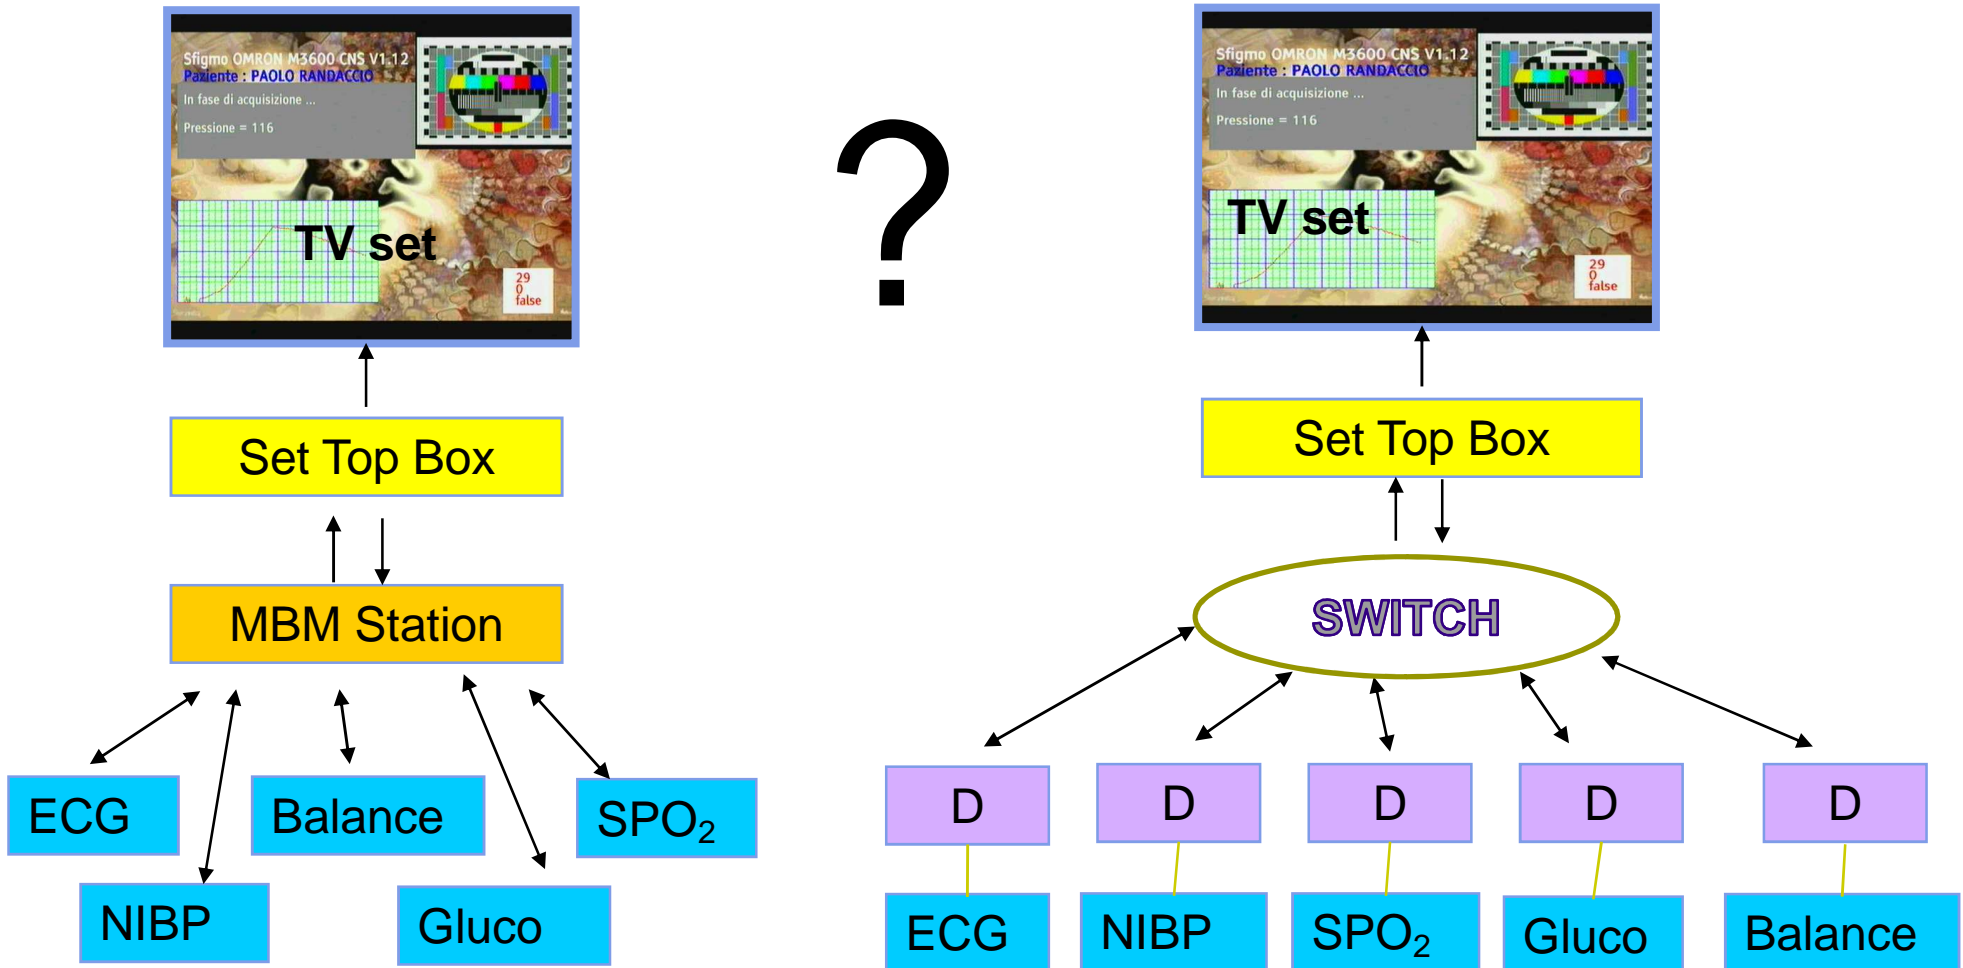 Sfigmo OMRON M3600 CNS V1.12
Paziente : PAOLO RANDACCIO
In fase di acquisizione ...
Pressione = 116
TV set
29
0
false
?
Sfigmo OMRON M3600 CNS V1.12
Paziente : PAOLO RANDACCIO
In fase di acquisizione ...
Pressione = 116
TV set
29
0
false
Set Top Box
Set Top Box
MBM Station
SWITCH
ECG
Balance
SPO₂
NIBP
Gluco
D
D
D
D
D
ECG
NIBP
SPO₂
Gluco
Balance